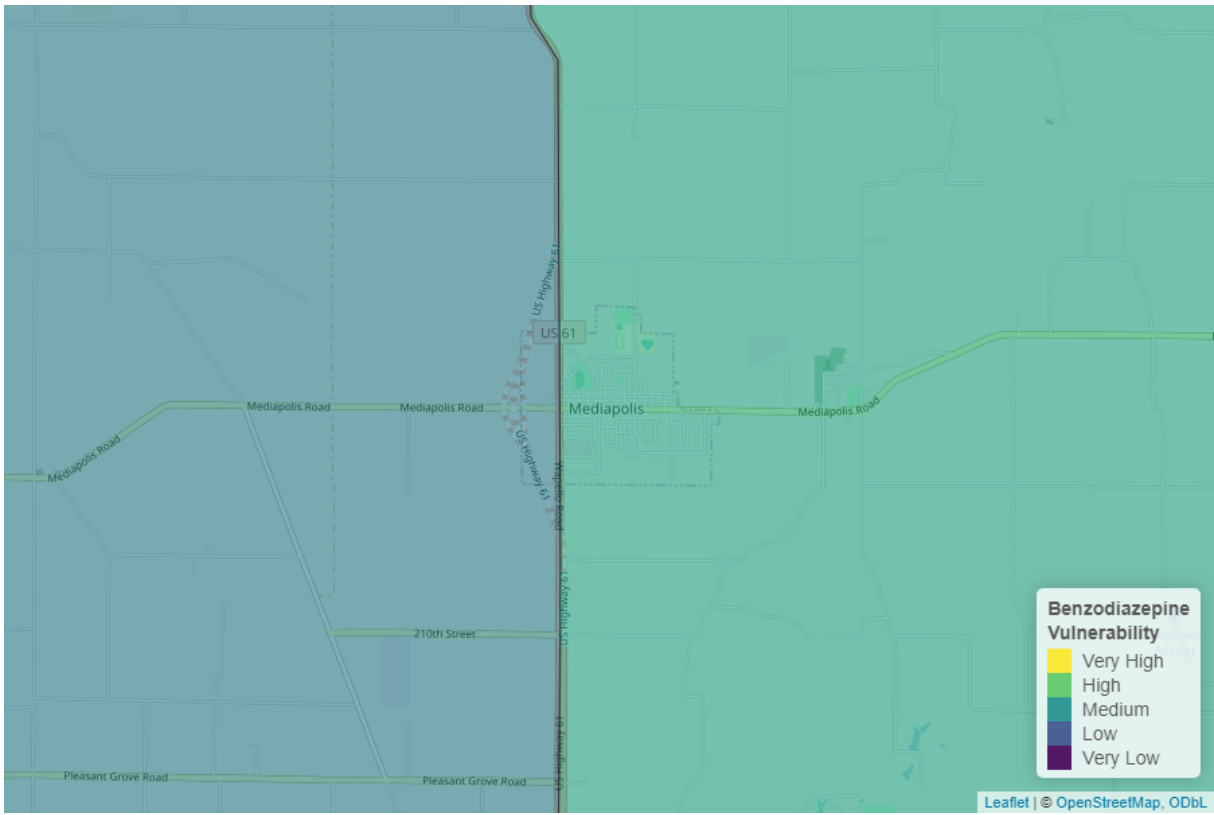 US Highway 61
US 61
Mediapolis Road
Mediapolis Road
Mediapolis
Mediapolis Road
Mediapolis Road
US Highway 61
Wapello Road
US Highway 61
210th Street
US Highway 61
Pleasant Grove Road
Pleasant Grove Road
Benzodiazepine
Vulnerability
Very High
High
Medium
Low
Very Low
Airport
Leaflet | © OpenStreetMap, ODbL